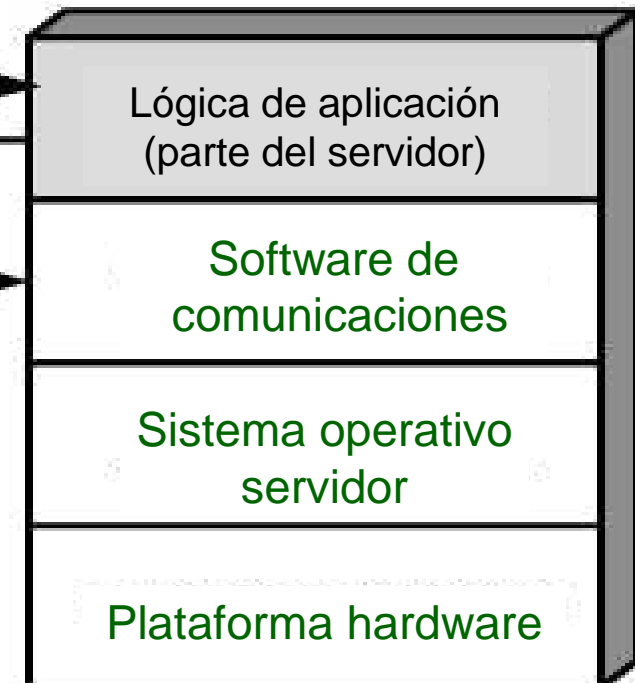 Lógica de aplicación
(parte del servidor)
Software de
comunicaciones
Sistema operativo
servidor
Plataforma hardware